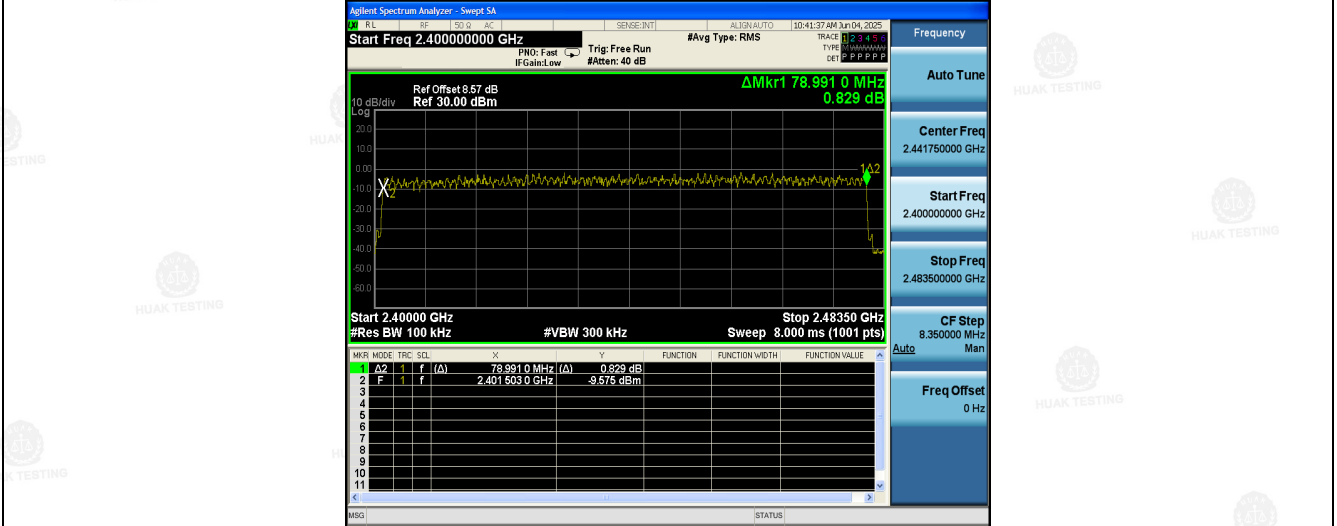 Agilent Spectrum Analyzer - Swept SA
LXI RL RF 50 Ω AC SENSE:INT ALIGN AUTO 10:41:37 AM Jun 04, 2025
Start Freq 2.400000000 GHz
PNO: Fast
IFGain:Low
Trig: Free Run
#Atten: 40 dB
#Avg Type: RMS
TRACE 1 2 3 4 5 6
TYPE M WWWWW
DET P P P P P P
Frequency
Auto Tune
Center Freq
2.441750000 GHz
Start Freq
2.400000000 GHz
Stop Freq
2.483500000 GHz
CF Step
8.350000 MHz
Auto Man
Freq Offset
0 Hz
ΔMkr1 78.991 0 MHz
0.829 dB
Ref Offset 8.57 dB
10 dB/div Ref 30.00 dBm
Log
20.0
10.0
0.00
-10.0
-20.0
-30.0
-40.0
-50.0
-60.0
X2
1Δ2
Start 2.40000 GHz Stop 2.48350 GHz
#Res BW 100 kHz #VBW 300 kHz Sweep 8.000 ms (1001 pts)
MKR MODE TRC SCL X Y FUNCTION FUNCTION WIDTH FUNCTION VALUE
1 Δ2 1 f (Δ) 78.991 0 MHz (Δ) 0.829 dB
2 F 1 f 2.401 503 0 GHz -9.575 dBm
3
4
5
6
7
8
9
10
11
MSG STATUS
HUAK TESTING
HUAK TESTING
HUAK TESTING
HUAK TESTING